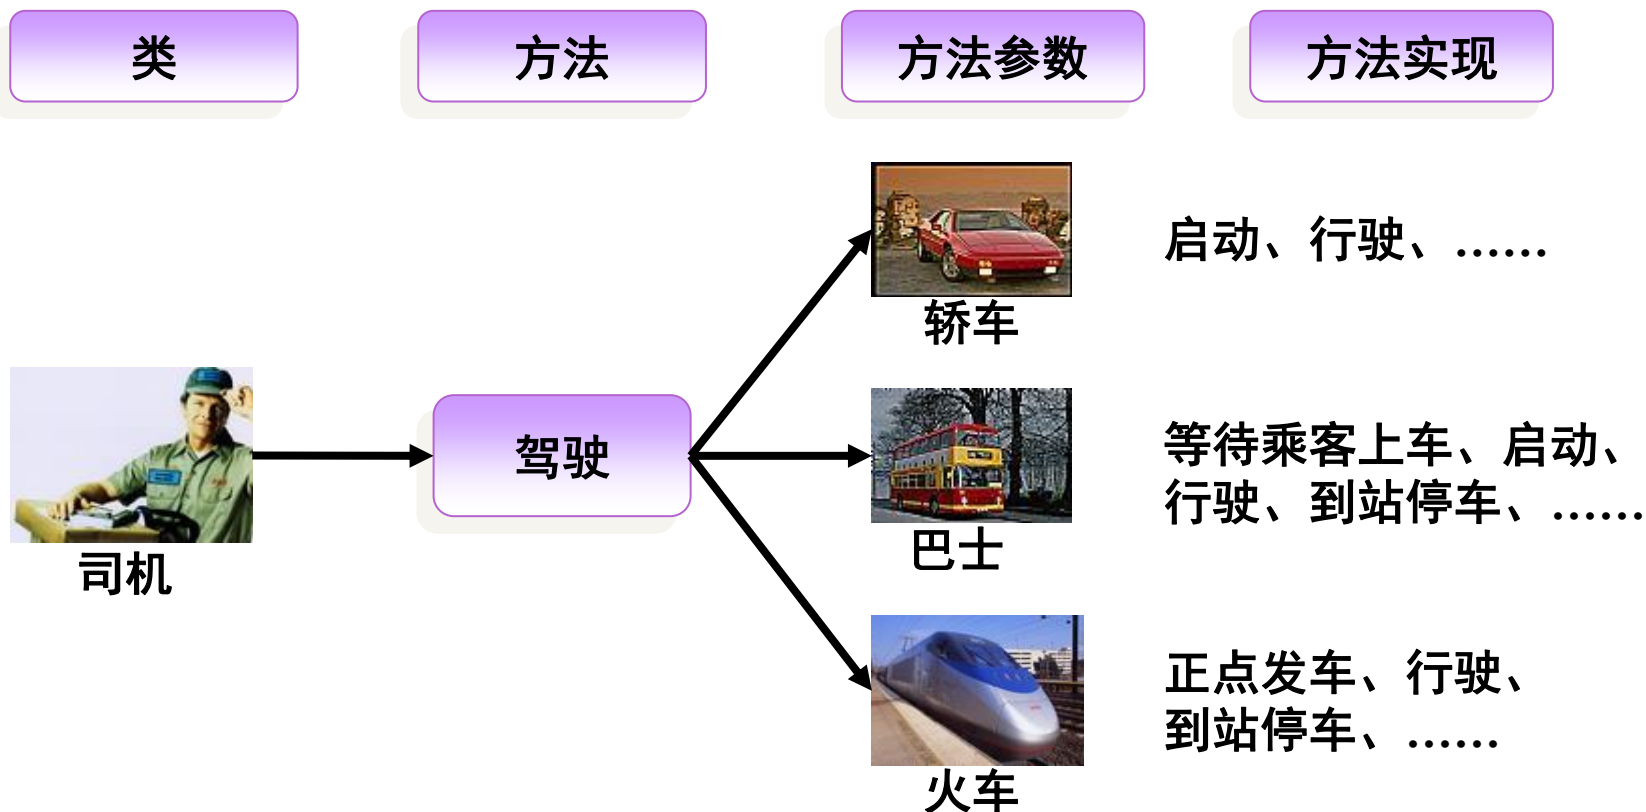 类
方法
方法参数
方法实现
司机
驾驶
轿车
启动、行驶、……
巴士
等待乘客上车、启动、
行驶、到站停车、……
火车
正点发车、行驶、
到站停车、……